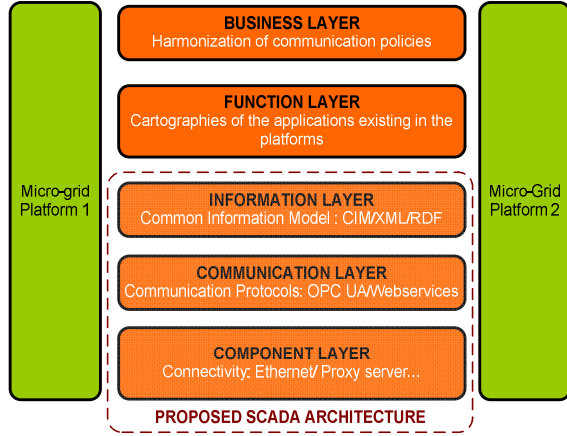 BUSINESS LAYER
Harmonization of communication policies
FUNCTION LAYER
Cartographies of the applications existing in the
platforms
Micro-grid
Platform 1
INFORMATION LAYER
Common Information Model : CIM/XML/RDF
Micro-Grid
Platform 2
COMMUNICATION LAYER
Communication Protocols: OPC UA/Webservices
COMPONENT LAYER
Connectivity: Ethernet/ Proxy server...
PROPOSED SCADA ARCHITECTURE